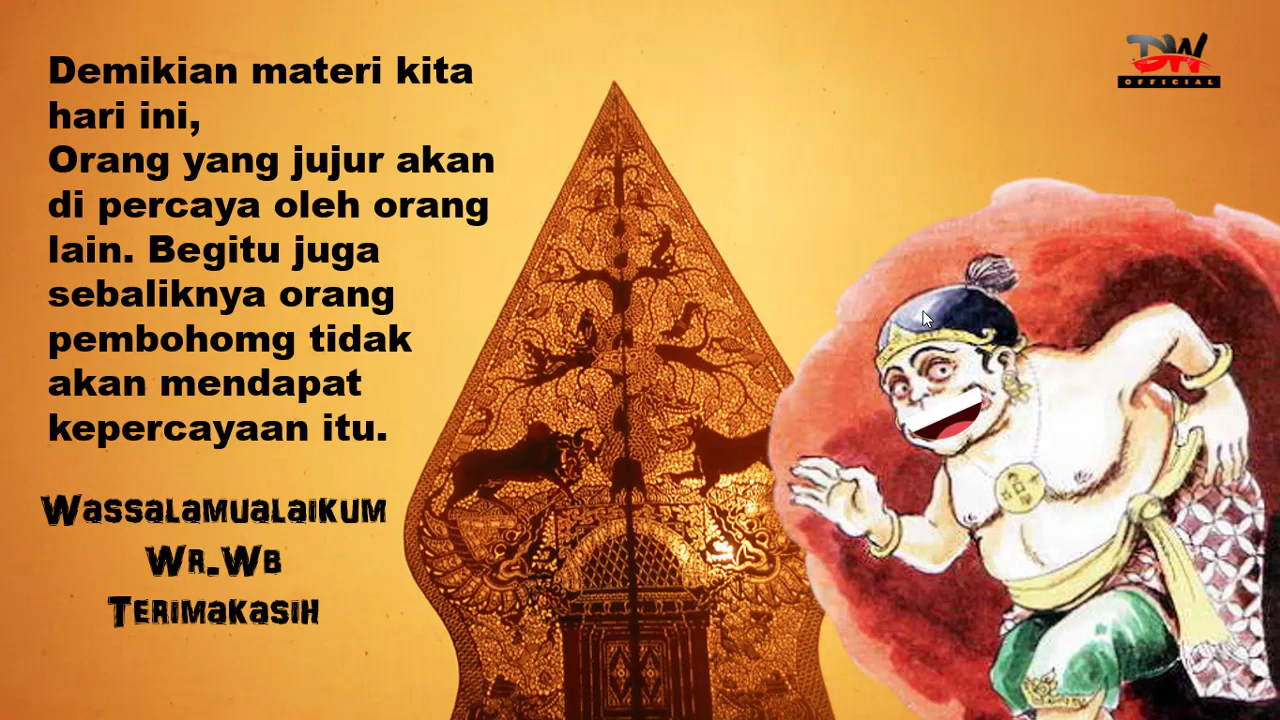 Demikian materi kita
hari ini,
Orang yang jujur akan
di percaya oleh orang
lain. Begitu juga
sebaliknya orang
pembohomg tidak
akan mendapat
kepercayaan itu.
Wassalamualaikum
Wr.Wb
Terimakasih
DW
OFFICIAL